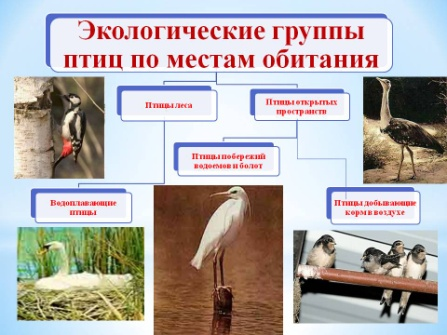 Экологические группы
птиц по местам обитания
Птицы леса
Птицы открытых
пространств
Птицы побережий
водоемов и болот
Водоплавающие
птицы
Птицы добывающие
корм в воздухе